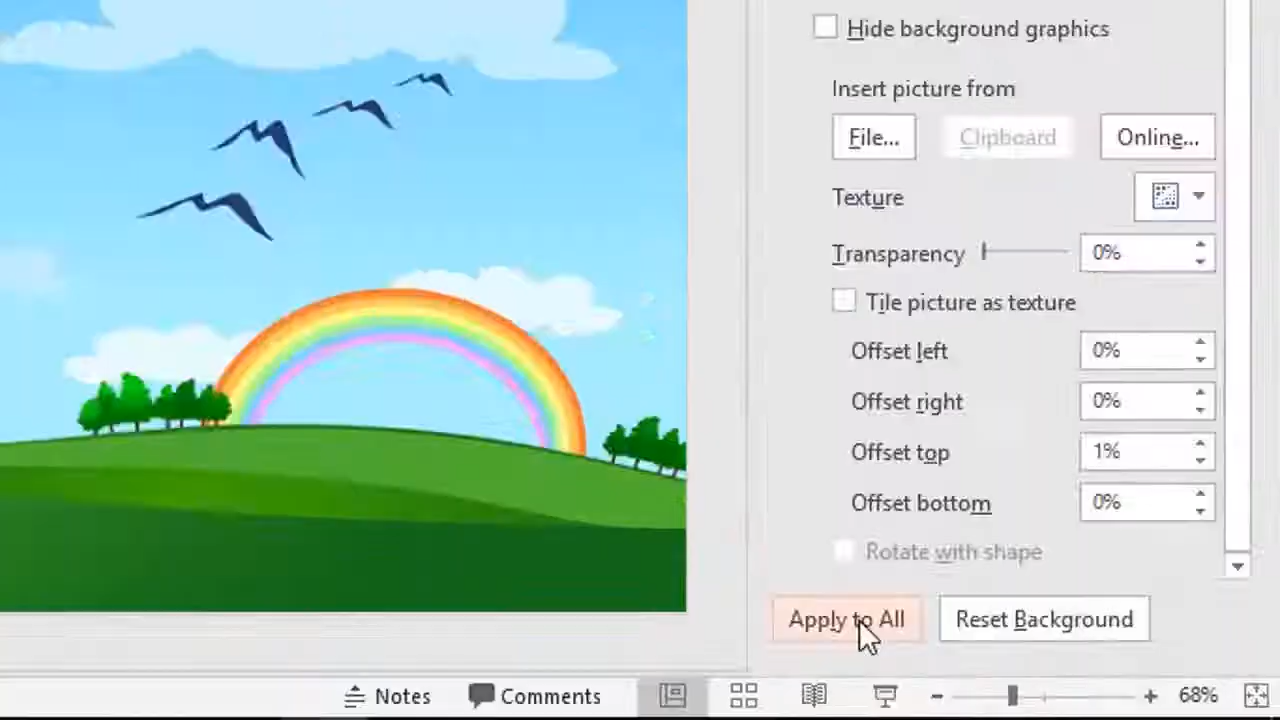 Hide background graphics
Insert picture from
File... Clipboard Online...
Texture
Transparency 0%
Tile picture as texture
Offset left 0%
Offset right 0%
Offset top 1%
Offset bottom 0%
Rotate with shape
Apply to All Reset Background
Notes Comments 68%